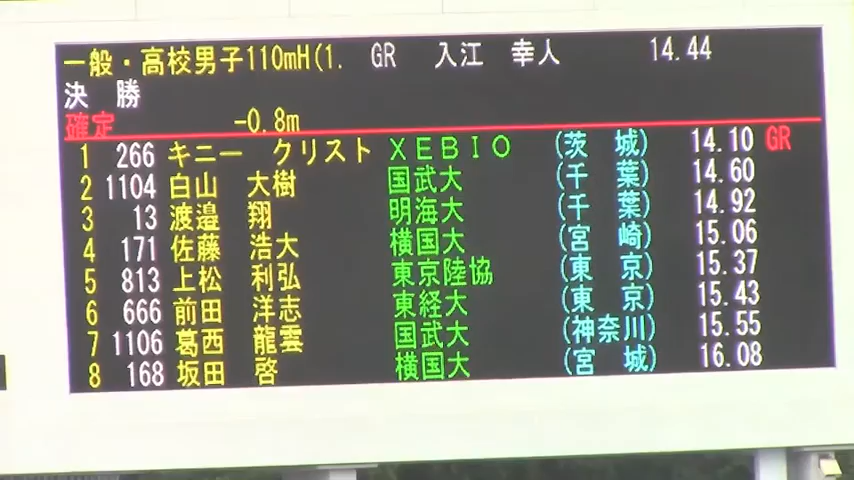 一般・高校男子110mH(1. GR 入江 幸人 14.44
決 勝
確定 -0.8m
1 266 キニー クリスト XEBIO (茨 城) 14.10 GR
2 1104 白山 大樹 国武大 (千 葉) 14.60
3 13 渡邉 翔 明海大 (千 葉) 14.92
4 171 佐藤 浩大 横国大 (宮 崎) 15.06
5 813 上松 利弘 東京陸協 (東 京) 15.37
6 666 前田 洋志 東経大 (東 京) 15.43
7 1106 葛西 龍雲 国武大 (神奈川) 15.55
8 168 坂田 啓 横国大 (宮 城) 16.08